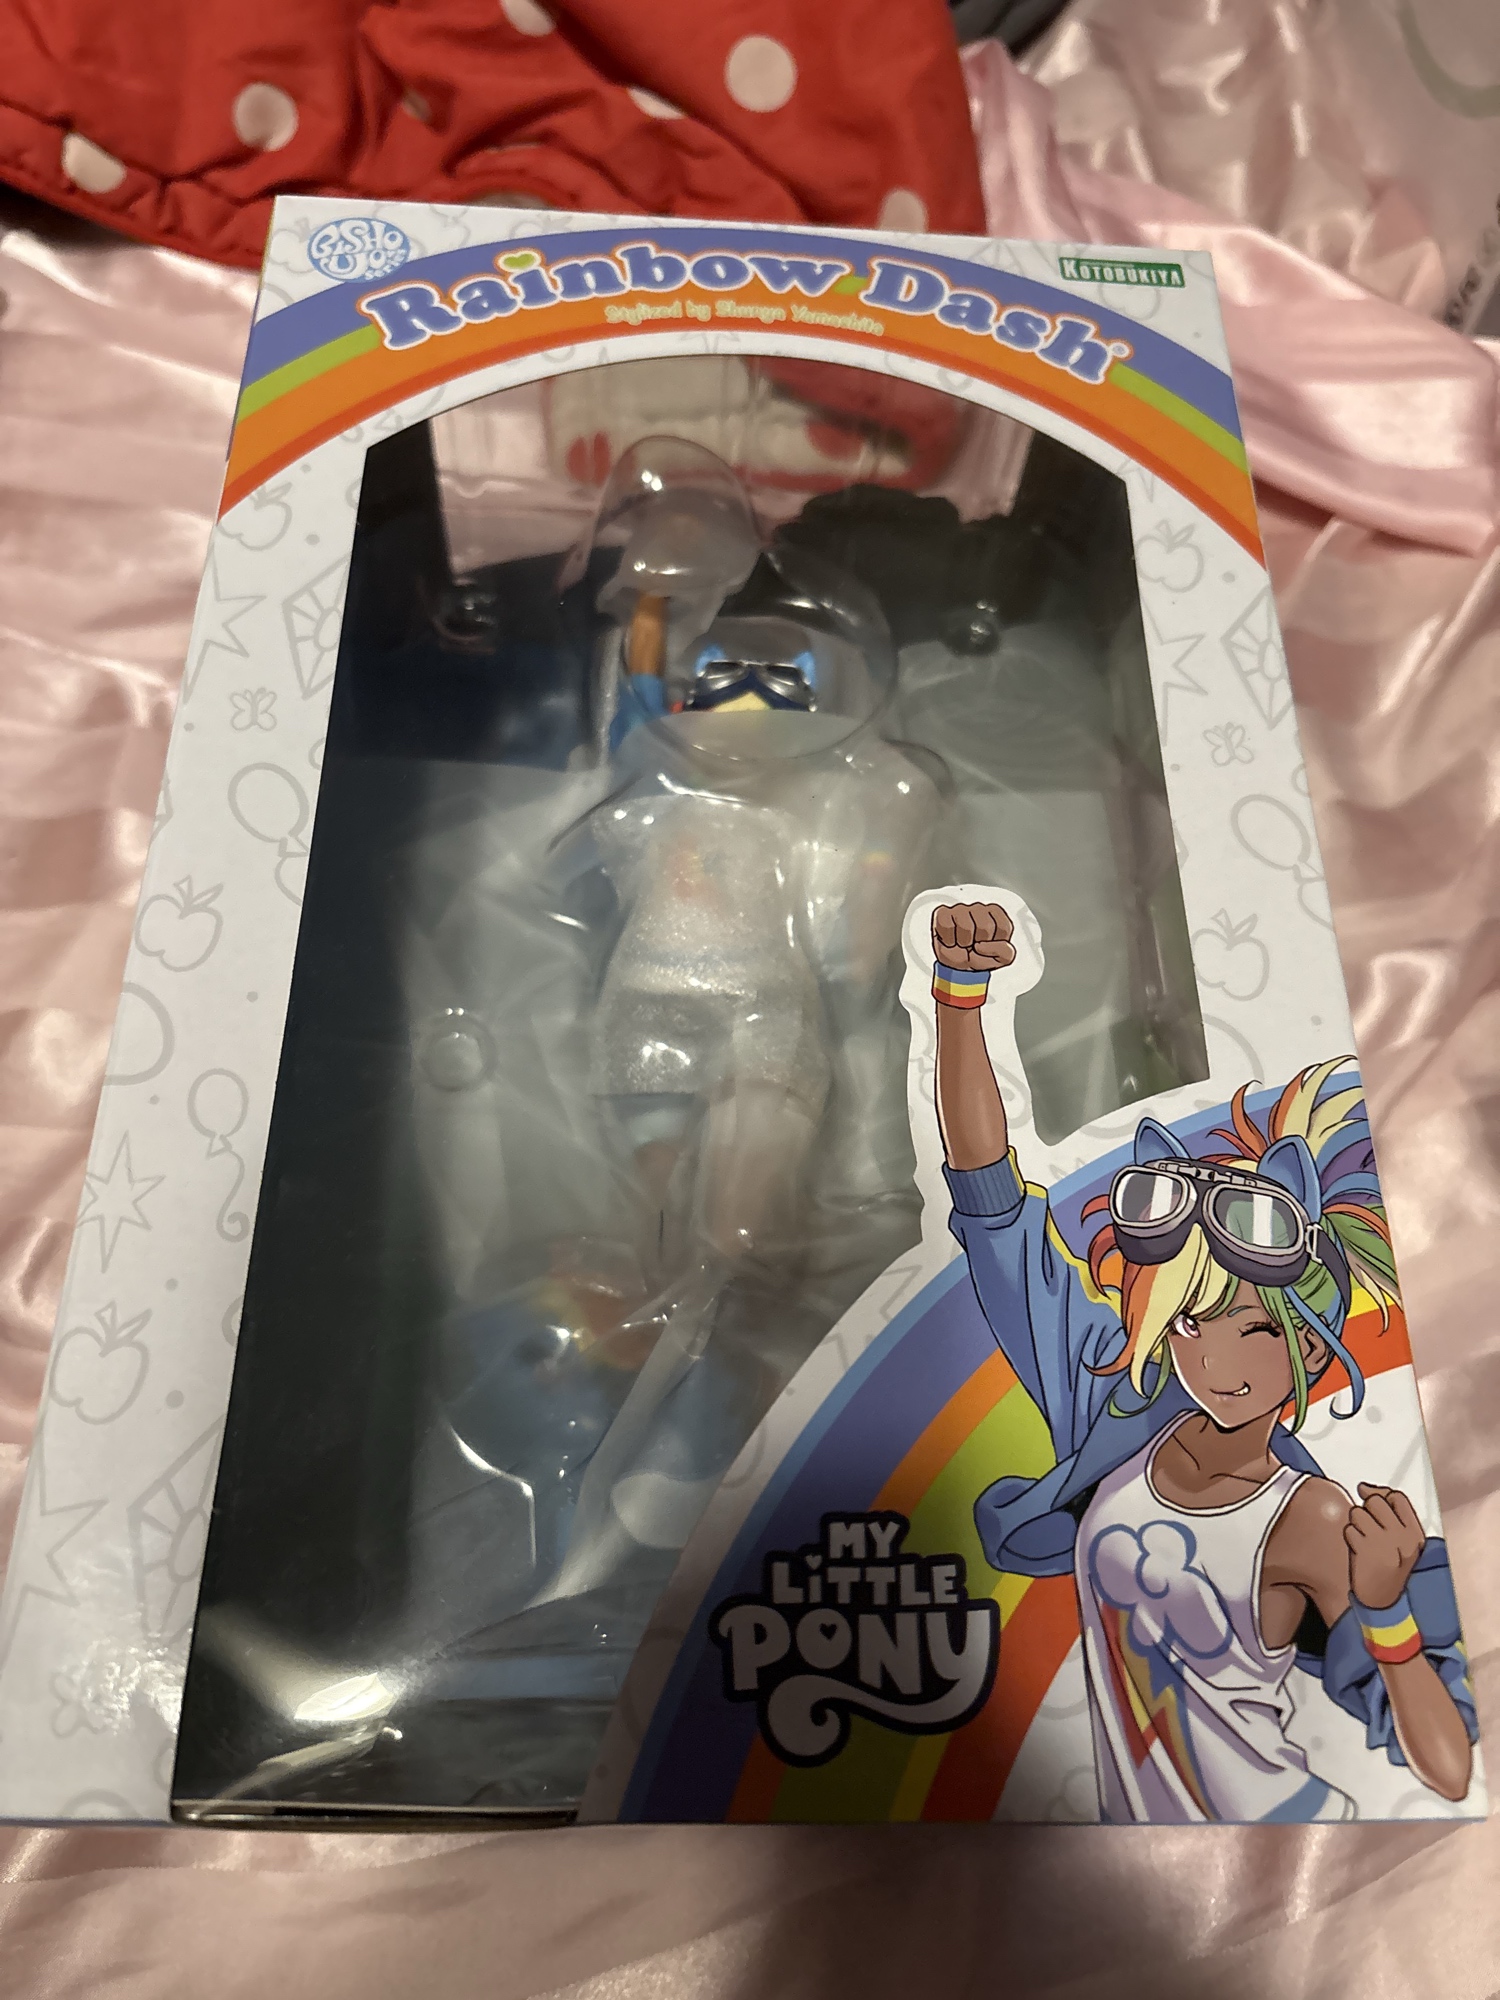 BISHOUJO series
Rainbow Dash®
Stylized by Shunya Yamashita
KOTOBUKIYA
MY
LiTTLE
PONY